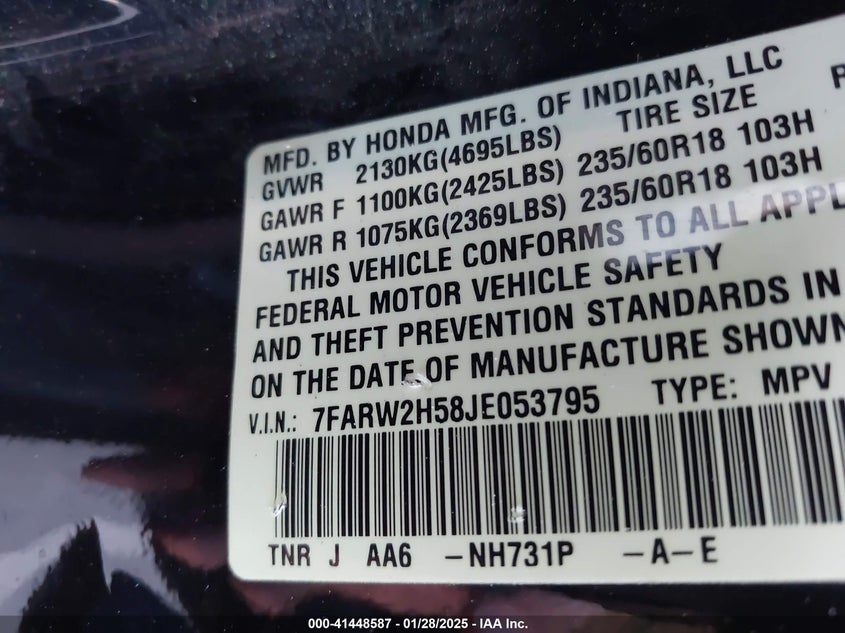 MFD. BY HONDA MFG. OF INDIANA, LLC
GVWR 2130KG(4695LBS) TIRE SIZE
GAWR F 1100KG(2425LBS) 235/60R18 103H
GAWR R 1075KG(2369LBS) 235/60R18 103H
THIS VEHICLE CONFORMS TO ALL APPL
FEDERAL MOTOR VEHICLE SAFETY
AND THEFT PREVENTION STANDARDS IN
ON THE DATE OF MANUFACTURE SHOWN
V.I.N.: 7FARW2H58JE053795 TYPE: MPV
TNR J AA6 -NH731P -A-E
000-41448587 - 01/28/2025 - IAA Inc.